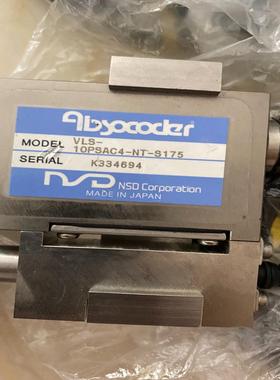 Absocoder
MODEL VLS-
10PSAC4-NT-S175
SERIAL K334694
NSD NSD Corporation
MADE IN JAPAN